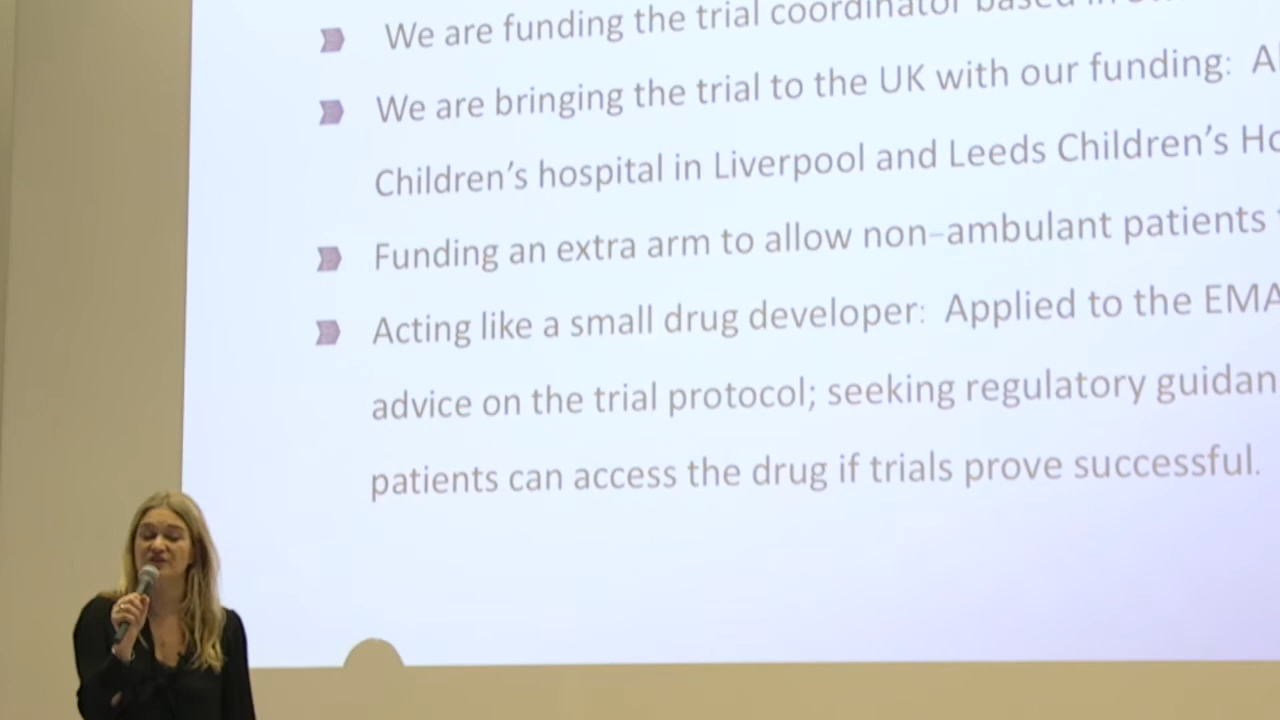 We are funding the trial coordinator based in
We are bringing the trial to the UK with our funding:
Children’s hospital in Liverpool and Leeds Children’s
Funding an extra arm to allow non-ambulant patients
Acting like a small drug developer: Applied to the EMA
advice on the trial protocol; seeking regulatory
patients can access the drug if trials prove successful.